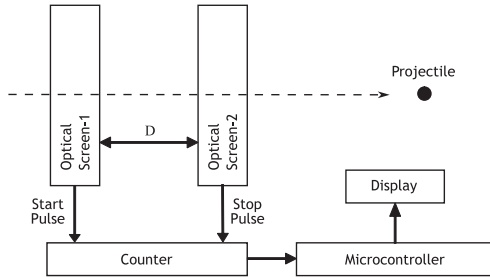 Projectile
Optical
Screen-1
D
Optical
Screen-2
Display
Start
Pulse
Stop
Pulse
Counter
Microcontroller